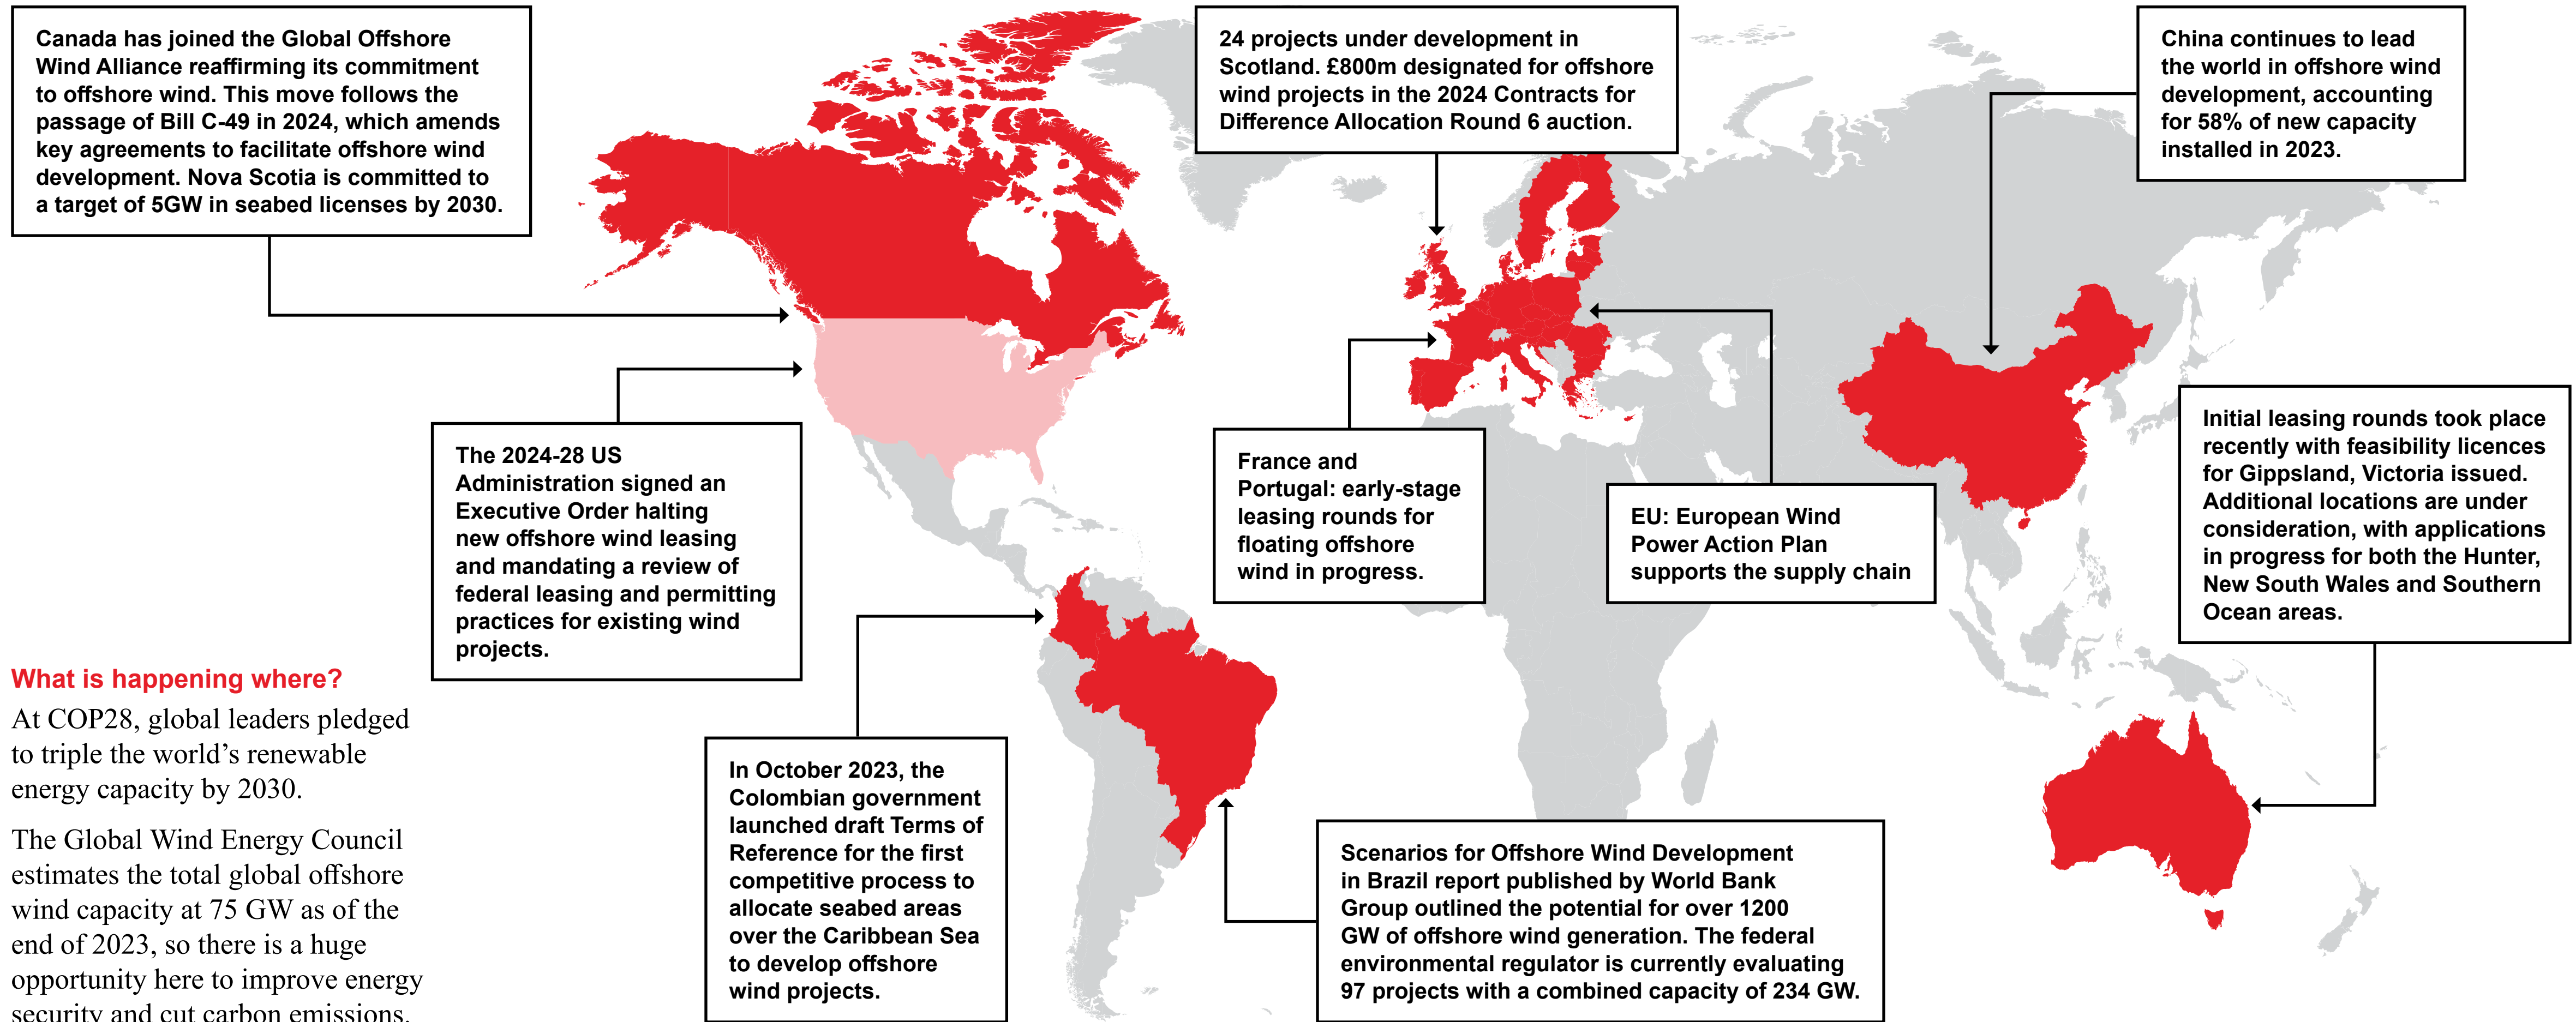 Canada has joined the Global Offshore
Wind Alliance reaffirming its commitment
to offshore wind. This move follows the
passage of Bill C-49 in 2024, which amends
key agreements to facilitate offshore wind
development. Nova Scotia is committed to
a target of 5GW in seabed licenses by 2030.
24 projects under development in
Scotland. £800m designated for offshore
wind projects in the 2024 Contracts for
Difference Allocation Round 6 auction.
China continues to lead
the world in offshore wind
development, accounting
for 58% of new capacity
installed in 2023.
The 2024-28 US
Administration signed an
Executive Order halting
new offshore wind leasing
and mandating a review of
federal leasing and permitting
practices for existing wind
projects.
France and
Portugal: early-stage
leasing rounds for
floating offshore
wind in progress.
EU: European Wind
Power Action Plan
supports the supply chain
Initial leasing rounds took place
recently with feasibility licences
for Gippsland, Victoria issued.
Additional locations are under
consideration, with applications
in progress for both the Hunter,
New South Wales and Southern
Ocean areas.
What is happening where?
At COP28, global leaders pledged
to triple the world’s renewable
energy capacity by 2030.
The Global Wind Energy Council
estimates the total global offshore
wind capacity at 75 GW as of the
end of 2023, so there is a huge
opportunity here to improve energy
security and cut carbon emissions.
In October 2023, the
Colombian government
launched draft Terms of
Reference for the first
competitive process to
allocate seabed areas
over the Caribbean Sea
to develop offshore
wind projects.
Scenarios for Offshore Wind Development
in Brazil report published by World Bank
Group outlined the potential for over 1200
GW of offshore wind generation. The federal
environmental regulator is currently evaluating
97 projects with a combined capacity of 234 GW.